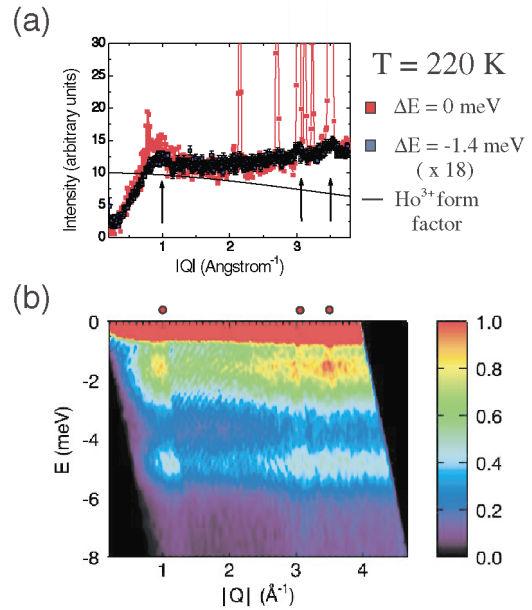 (a)
30
25
20
15
10
5
0
Intensity (arbitrary units)
1
2
3
|Q| (Angstrom⁻¹)
T = 220 K
ΔE = 0 meV
ΔE = -1.4 meV
( x 18)
Ho³⁺ form
factor
(b)
0
-2
-4
-6
-8
E (meV)
1
2
3
4
|Q| (Å⁻¹)
1.0
0.8
0.6
0.4
0.2
0.0